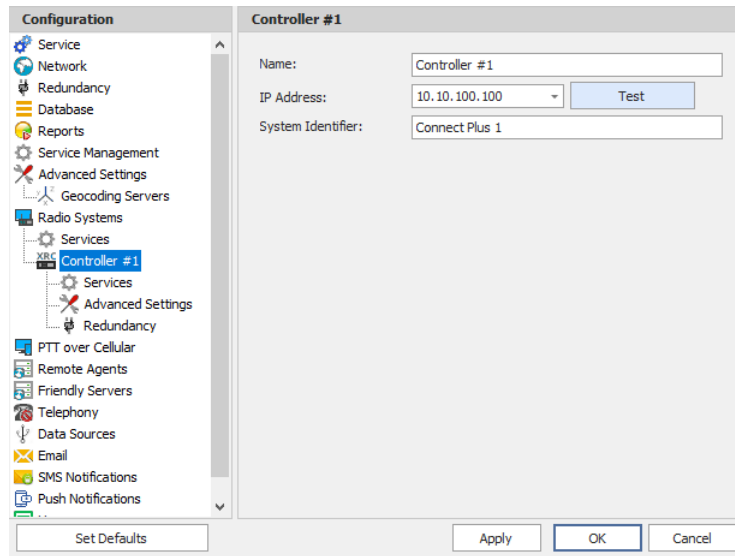 Configuration
Service
Network
Redundancy
Database
Reports
Service Management
Advanced Settings
Geocoding Servers
Radio Systems
Services
XRC Controller #1
Services
Advanced Settings
Redundancy
PTT over Cellular
Remote Agents
Friendly Servers
Telephony
Data Sources
Email
SMS Notifications
Push Notifications
Set Defaults
Controller #1
Name: Controller #1
IP Address: 10.10.100.100 Test
System Identifier: Connect Plus 1
Apply OK Cancel